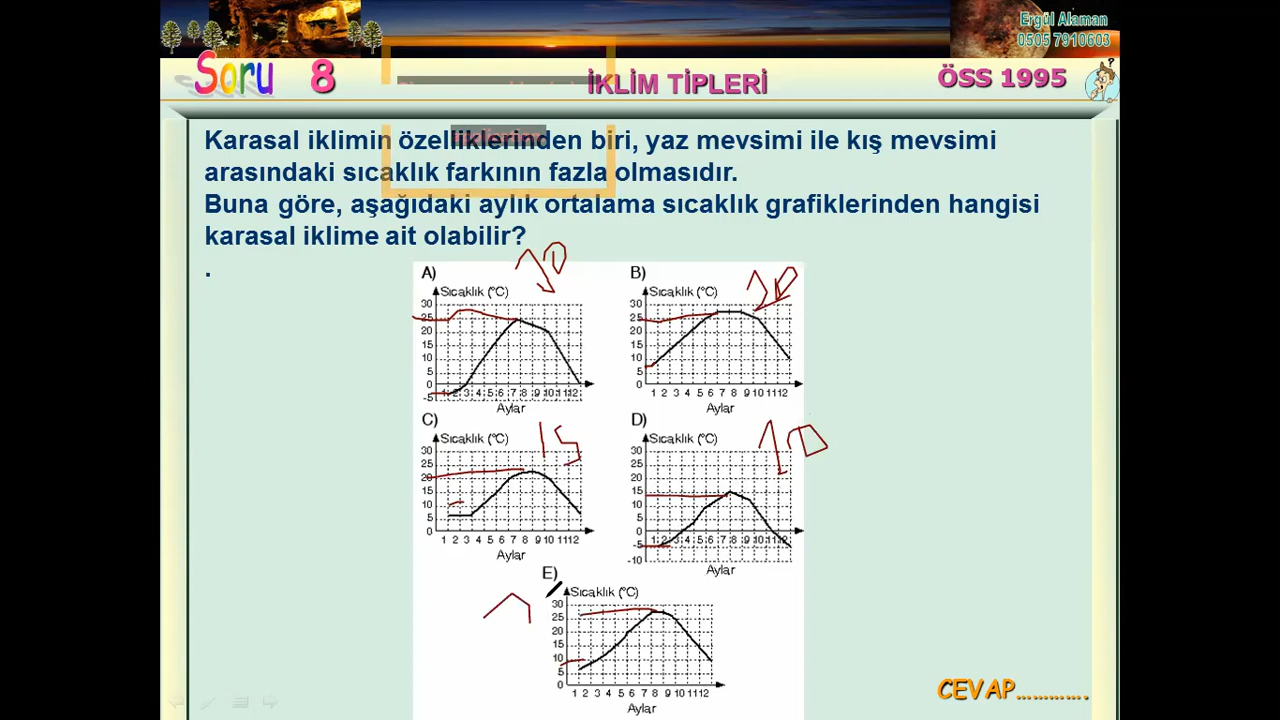 Ergül Alaman
0505 7910603
Soru 8
İKLİM TİPLERİ
ÖSS 1995
Karasal iklimin özelliklerinden biri, yaz mevsimi ile kış mevsimi
arasındaki sıcaklık farkının fazla olmasıdır.
Buna göre, aşağıdaki aylık ortalama sıcaklık grafiklerinden hangisi
karasal iklime ait olabilir?
.
A)
Sıcaklık (°C)
30
25
20
15
10
5
0
-5
1 2 3 4 5 6 7 8 9 10 11 12
Aylar
B)
Sıcaklık (°C)
30
25
20
15
10
5
0
1 2 3 4 5 6 7 8 9 10 11 12
Aylar
C)
Sıcaklık (°C)
30
25
20
15
10
5
0
1 2 3 4 5 6 7 8 9 10 11 12
Aylar
15
D)
Sıcaklık (°C)
30
25
20
15
10
5
0
-5
-10
1 2 3 4 5 6 7 8 9 10 11 12
Aylar
E)
Sıcaklık (°C)
30
25
20
15
10
5
0
1 2 3 4 5 6 7 8 9 10 11 12
Aylar
CEVAP............